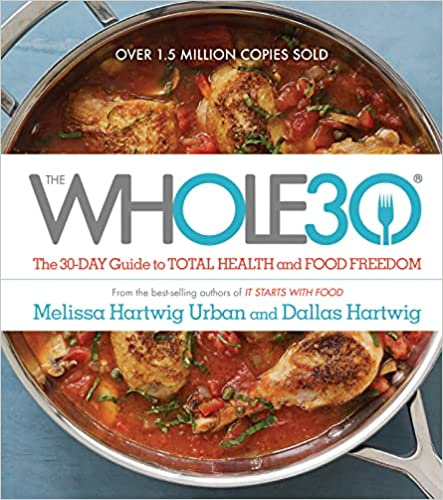 OVER 1.5 MILLION COPIES SOLD
THE
WHOLE30®
The 30-DAY Guide to TOTAL HEALTH and FOOD FREEDOM
From the best-selling authors of IT STARTS WITH FOOD
Melissa Hartwig Urban and Dallas Hartwig